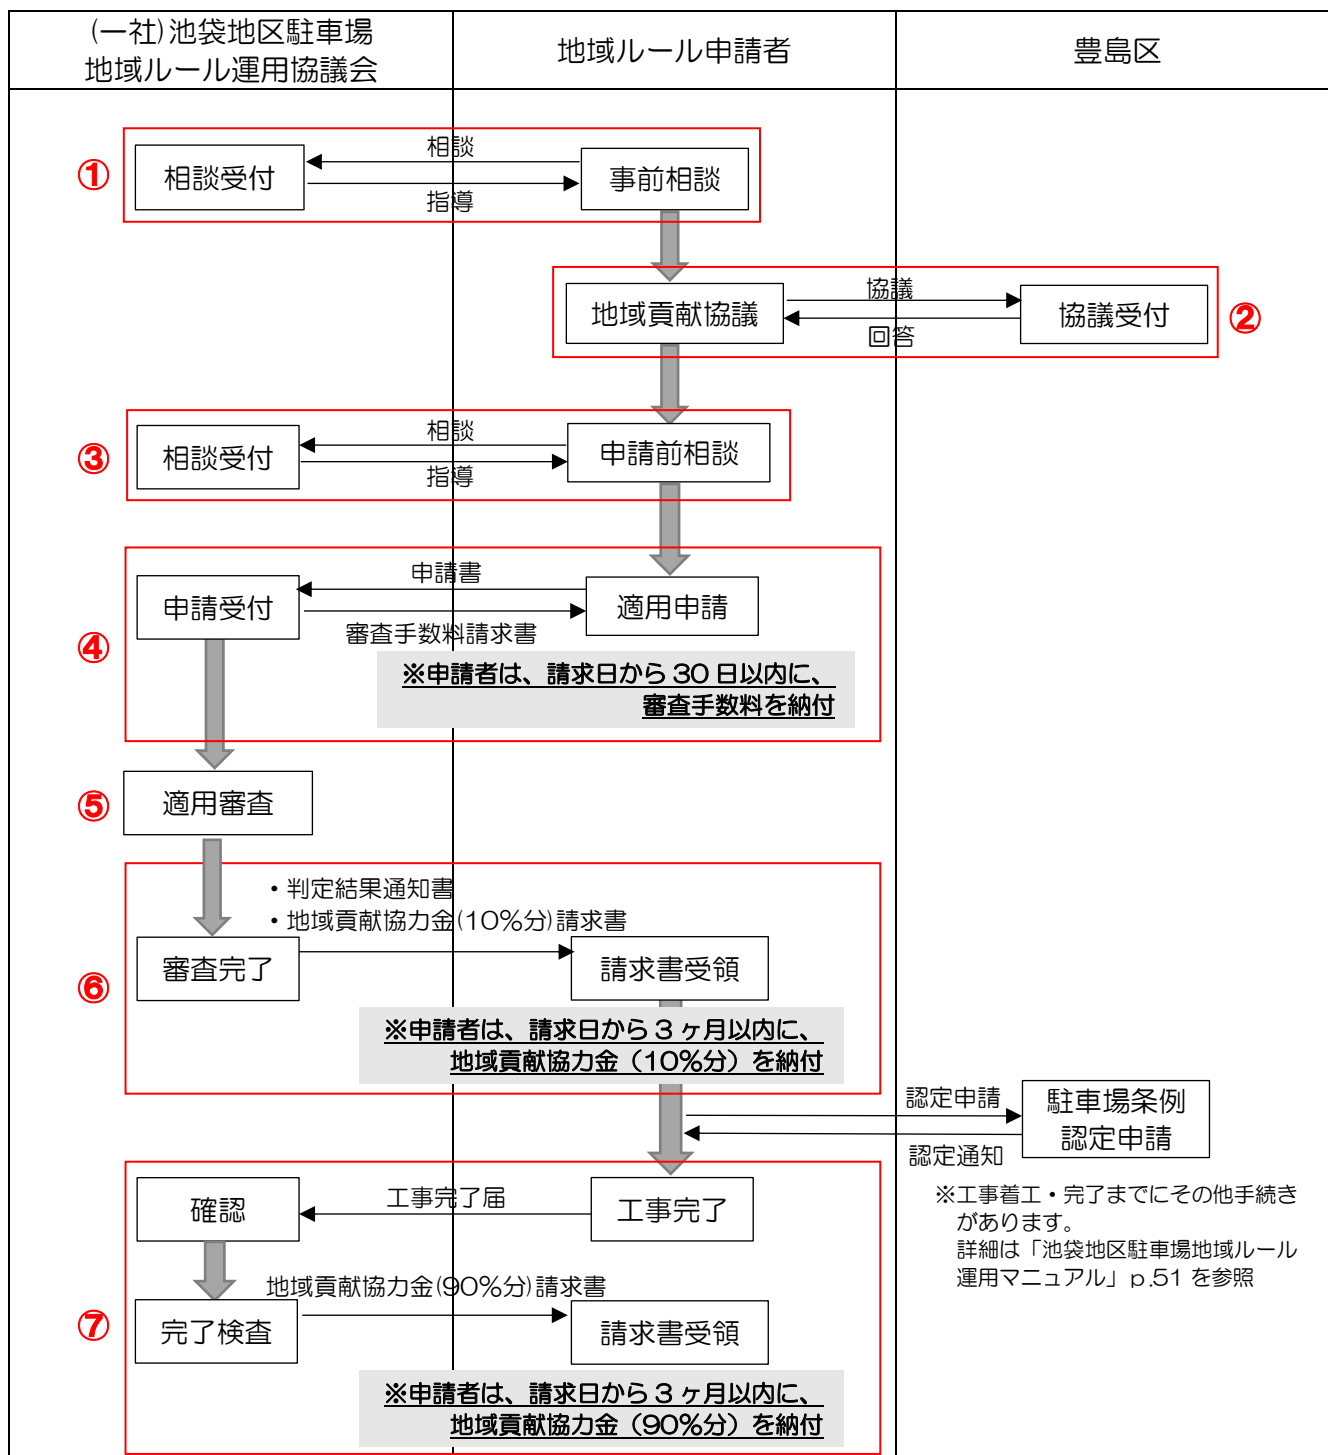 (一社)池袋地区駐車場
地域ルール運用協議会
地域ルール申請者
豊島区
①
相談受付
相談
指導
事前相談
地域貢献協議
協議
回答
協議受付
②
③
相談受付
相談
指導
申請前相談
④
申請受付
申請書
審査手数料請求書
適用申請
※申請者は、請求日から30日以内に、
審査手数料を納付
⑤
適用審査
・判定結果通知書
・地域貢献協力金(10%分)請求書
⑥
審査完了
請求書受領
※申請者は、請求日から3ヶ月以内に、
地域貢献協力金（10%分）を納付
認定申請
認定通知
駐車場条例
認定申請
※工事着工・完了までにその他手続き
があります。
詳細は「池袋地区駐車場地域ルール
運用マニュアル」p.51を参照
確認
工事完了届
工事完了
地域貢献協力金(90%分)請求書
⑦
完了検査
請求書受領
※申請者は、請求日から3ヶ月以内に、
地域貢献協力金（90%分）を納付